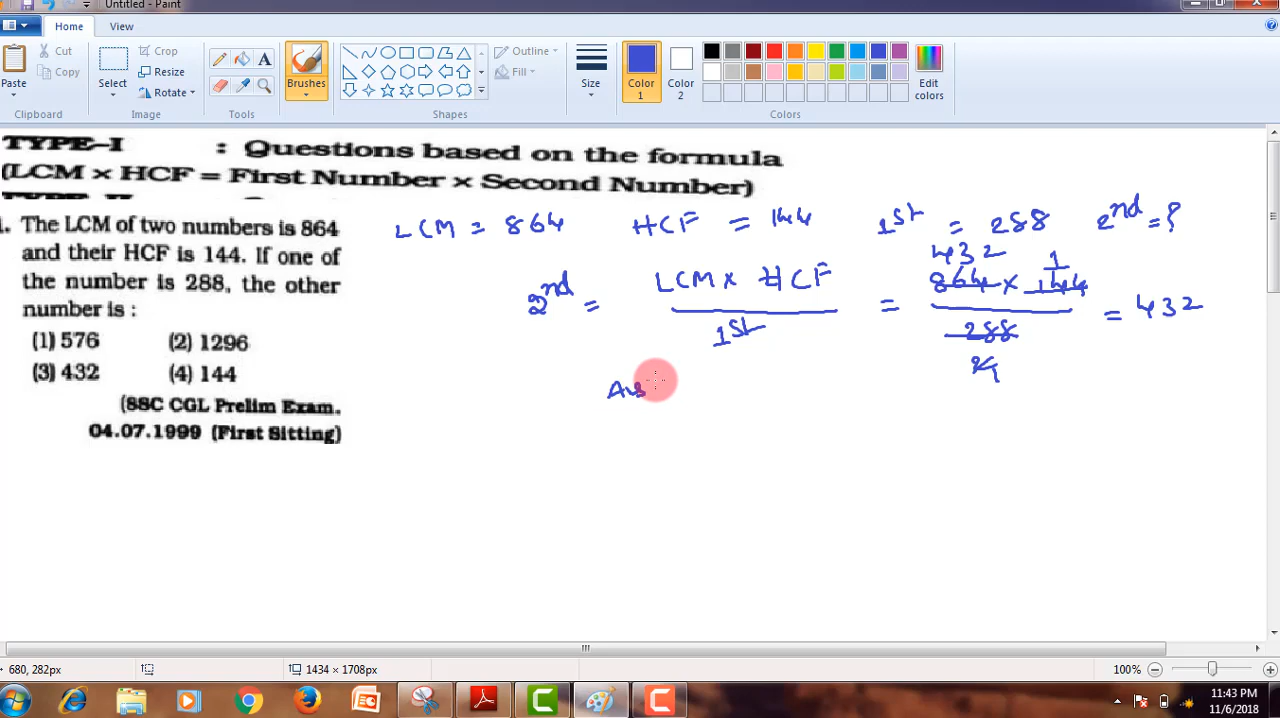 Untitled - Paint
Home View
Paste
Cut
Copy
Select
Crop
Resize
Rotate
Brushes
Outline
Fill
Size
Color 1
Color 2
Edit colors
Clipboard Image Tools Shapes Colors
TYPE-I : Questions based on the formula
(LCM × HCF = First Number × Second Number)
1. The LCM of two numbers is 864
and their HCF is 144. If one of
the number is 288, the other
number is :
(1) 576 (2) 1296
(3) 432 (4) 144
(SSC CGL Prelim Exam.
04.07.1999 (First Sitting)
LCM = 864 HCF = 144 1st = 288 2nd = ?
432 1
2nd = LCM × HCF = 864 × 144 = 432
1st 288
2 1
Ans
680, 282px 1434 × 1708px 100%
11:43 PM
11/6/2018